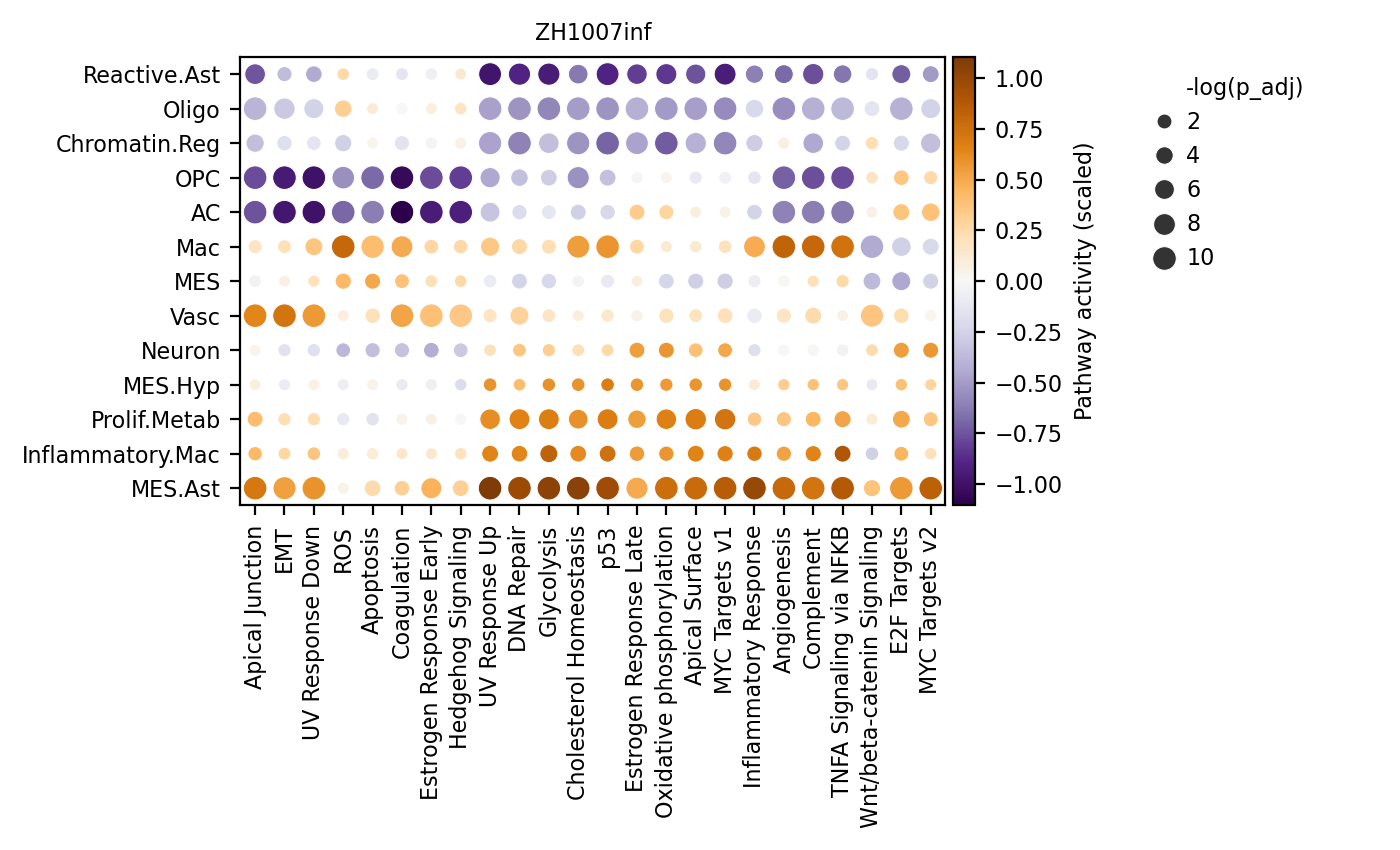 ZH1007inf
Reactive.Ast
Oligo
Chromatin.Reg
OPC
AC
Mac
MES
Vasc
Neuron
MES.Hyp
Prolif.Metab
Inflammatory.Mac
MES.Ast
Apical Junction
EMT
UV Response Down
ROS
Apoptosis
Coagulation
Estrogen Response Early
Hedgehog Signaling
UV Response Up
DNA Repair
Glycolysis
Cholesterol Homeostasis
p53
Estrogen Response Late
Oxidative phosphorylation
Apical Surface
MYC Targets v1
Inflammatory Response
Angiogenesis
Complement
TNFA Signaling via NFKB
Wnt/beta-catenin Signaling
E2F Targets
MYC Targets v2
1.00
0.75
0.50
0.25
0.00
−0.25
−0.50
−0.75
−1.00
Pathway activity (scaled)
-log(p_adj)
2
4
6
8
10